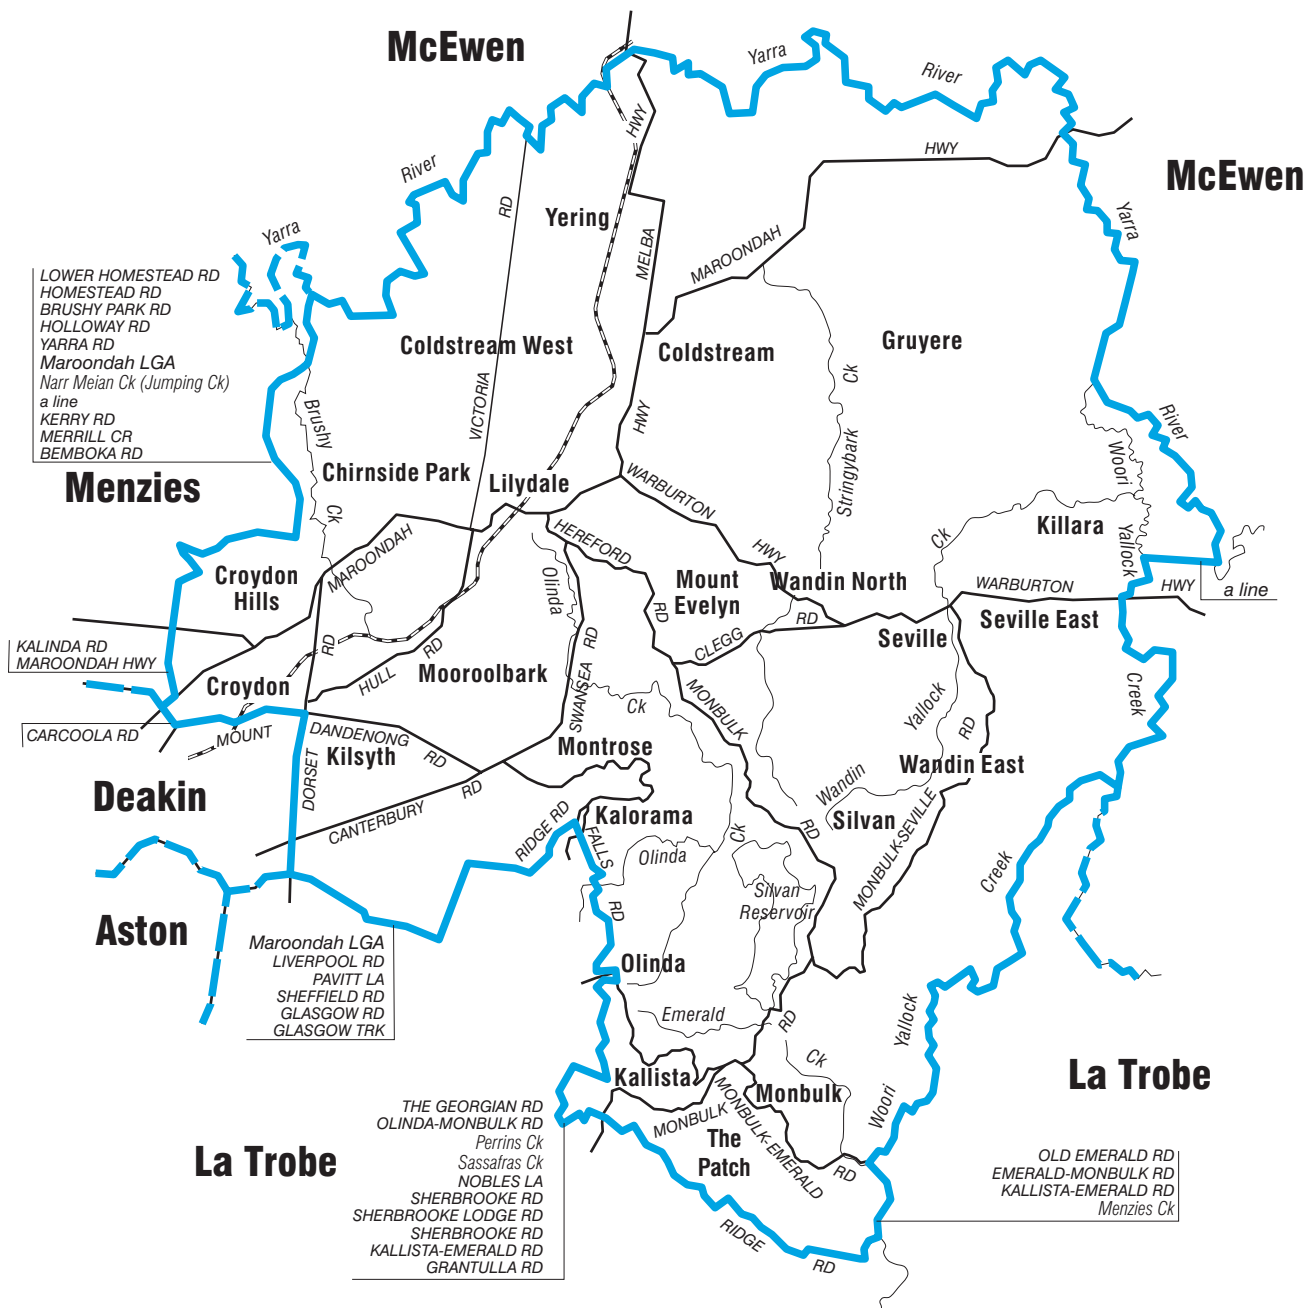 McEwen
Yarra
River
HWY
HWY
McEwen
River
RD
Yering
Yarra
Yarra
MELBA
MAROONDAH
LOWER HOMESTEAD RD
HOMESTEAD RD
BRUSHY PARK RD
HOLLOWAY RD
YARRA RD
Maroondah LGA
Narr Meian Ck (Jumping Ck)
a line
KERRY RD
MERRILL CR
BEMBOKA RD
Coldstream West
HWY
Coldstream
Gruyere
Ck
VICTORIA
HWY
Brushy
River
Menzies
Chirnside Park
Lilydale
WARBURTON
Stringybark
Woori
Ck
MAROONDAH
HEREFORD
HWY
Ck
Killara
Yallock
Croydon
Hills
Olinda
Mount
Evelyn
Wandin North
WARBURTON
HWY
a line
RD
RD
RD
RD
CLEGG
RD
Seville
Seville East
KALINDA RD
MAROONDAH HWY
Croydon
HULL
Mooroolbark
SWANSEA
MONBULK
Ck
Yallock
RD
Creek
CARCOOLA RD
MOUNT
DANDENONG
RD
Kilsyth
Montrose
Wandin East
DORSET
Deakin
CANTERBURY
RD
Wandin
RIDGE RD
Kalorama
FALLS
Ck
RD
Silvan
MONBULK-SEVILLE
Olinda
Creek
Silvan
Reservoir
Aston
RD
Maroondah LGA
LIVERPOOL RD
PAVITT LA
SHEFFIELD RD
GLASGOW RD
GLASGOW TRK
Olinda
Emerald
RD
Yallock
Ck
Kallista
Monbulk
La Trobe
Woori
THE GEORGIAN RD
OLINDA-MONBULK RD
Perrins Ck
Sassafras Ck
NOBLES LA
SHERBROOKE RD
SHERBROOKE LODGE RD
SHERBROOKE RD
KALLISTA-EMERALD RD
GRANTULLA RD
MONBULK
MONBULK-EMERALD
RD
The
Patch
La Trobe
OLD EMERALD RD
EMERALD-MONBULK RD
KALLISTA-EMERALD RD
Menzies Ck
RIDGE
RD